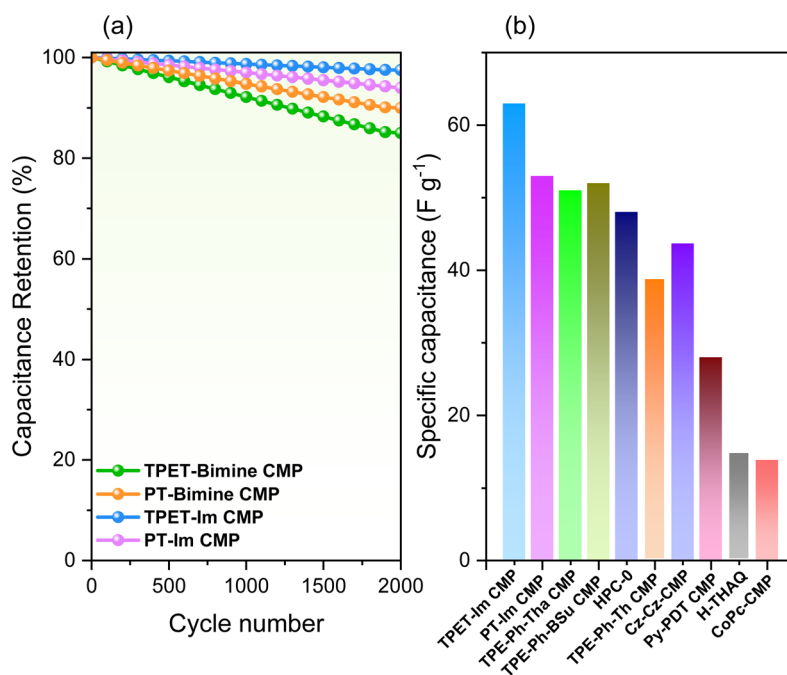 (a)
Capacitance Retention (%)
100
80
60
40
20
0
TPET-Bimine CMP
PT-Bimine CMP
TPET-Im CMP
PT-Im CMP
0 500 1000 1500 2000
Cycle number
(b)
Specific capacitance (F g⁻¹)
60
40
20
0
TPET-Im CMP
PT-Im CMP
TPE-Ph-Tha CMP
TPE-Ph-BSu CMP
HPC-0
TPE-Ph-Th CMP
Cz-Cz-CMP
Py-PDT CMP
H-THAQ
CoPc-CMP